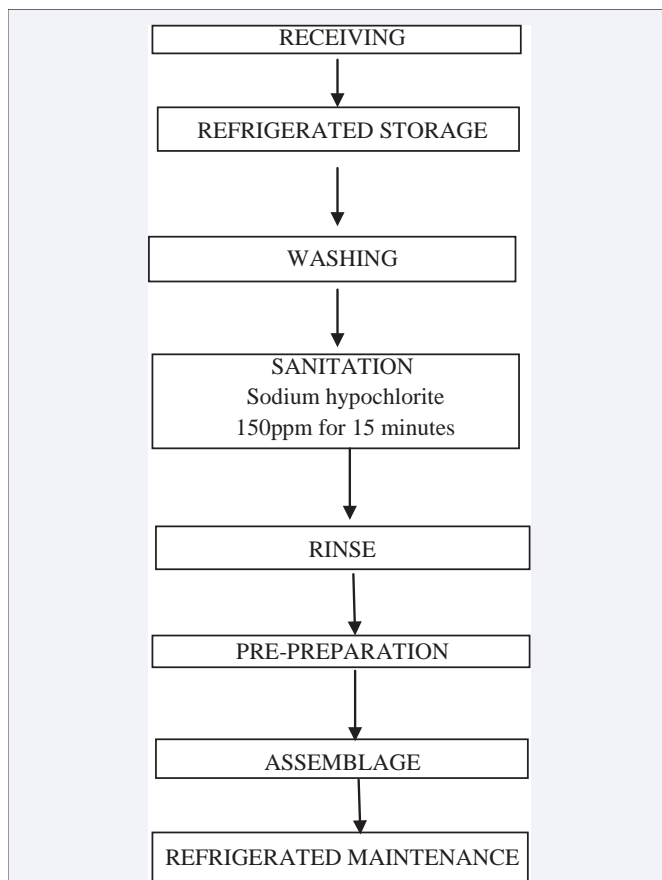 RECEIVING
REFRIGERATED STORAGE
WASHING
SANITATION
Sodium hypochlorite
150ppm for 15 minutes
RINSE
PRE-PREPARATION
ASSEMBLAGE
REFRIGERATED MAINTENANCE